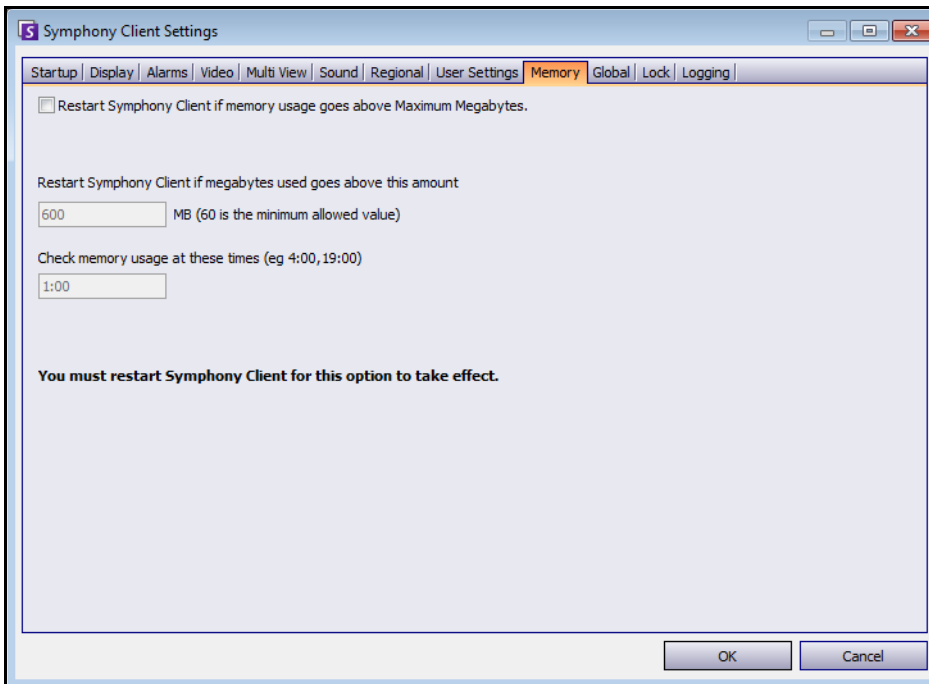 Symphony Client Settings
Startup Display Alarms Video Multi View Sound Regional User Settings Memory Global Lock Logging
Restart Symphony Client if memory usage goes above Maximum Megabytes.
Restart Symphony Client if megabytes used goes above this amount
600 MB (60 is the minimum allowed value)
Check memory usage at these times (eg 4:00,19:00)
1:00
You must restart Symphony Client for this option to take effect.
OK Cancel